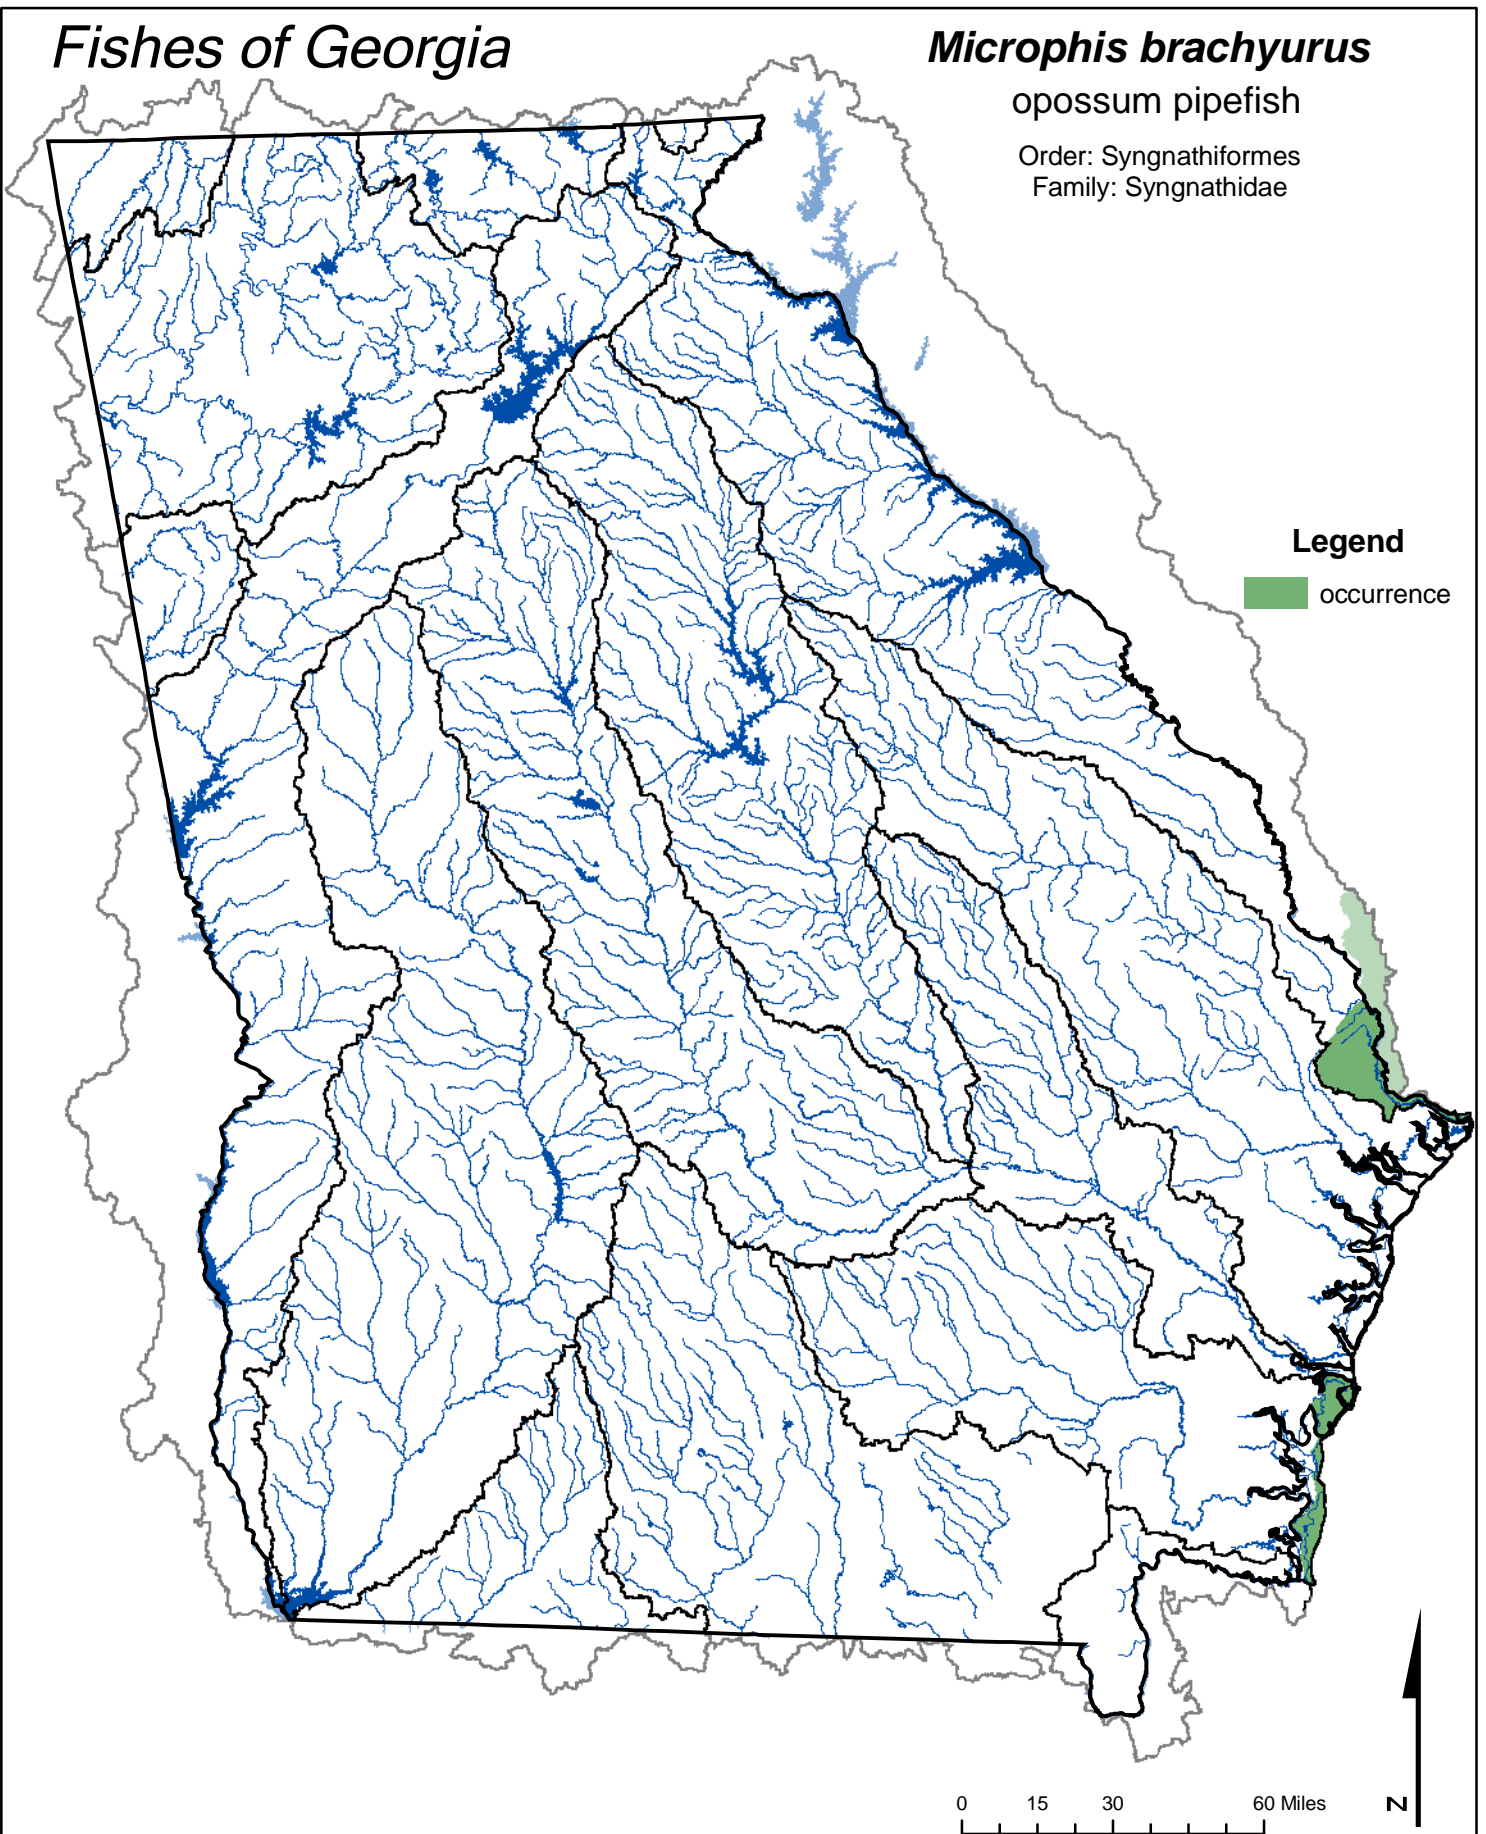 Fishes of Georgia
Microphis brachyurus
opossum pipefish
Order: Syngnathiformes
Family: Syngnathidae
Legend
occurrence
0 15 30 60 Miles
N